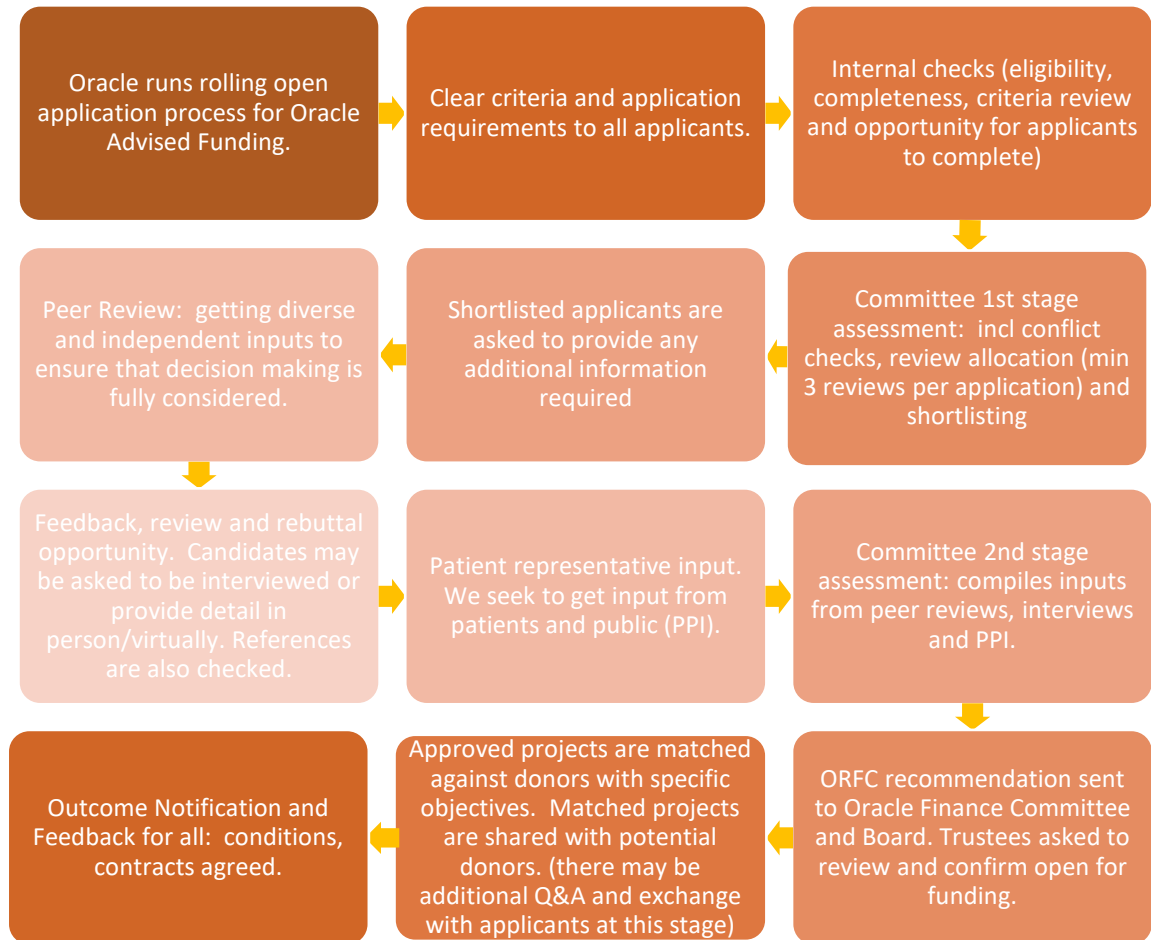 Oracle runs rolling open
application process for Oracle
Advised Funding.
Clear criteria and application
requirements to all applicants.
Internal checks (eligibility,
completeness, criteria review
and opportunity for applicants
to complete)
Committee 1st stage
assessment:  incl conflict
checks, review allocation (min
3 reviews per application) and
shortlisting
Shortlisted applicants are
asked to provide any
additional information
required
Peer Review:  getting diverse
and independent inputs to
ensure that decision making is
fully considered.
Feedback, review and rebuttal
opportunity.  Candidates may
be asked to be interviewed or
provide detail in
person/virtually. References
are also checked.
Patient representative input.
We seek to get input from
patients and public (PPI).
Committee 2nd stage
assessment: compiles inputs
from peer reviews, interviews
and PPI.
ORFC recommendation sent
to Oracle Finance Committee
and Board. Trustees asked to
review and confirm open for
funding.
Approved projects are matched
against donors with specific
objectives.  Matched projects
are shared with potential
donors. (there may be
additional Q&A and exchange
with applicants at this stage)
Outcome Notification and
Feedback for all:  conditions,
contracts agreed.